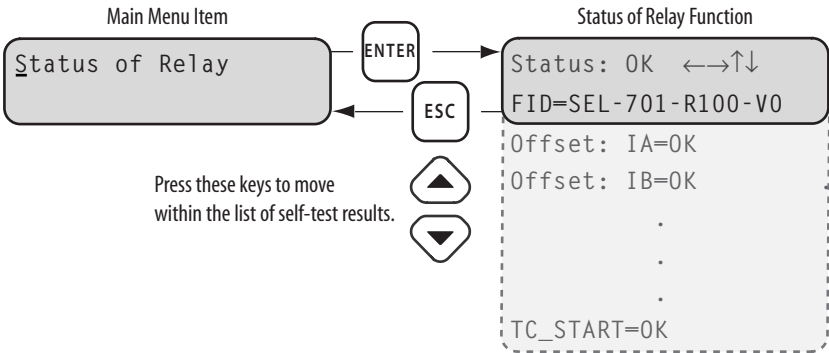 Main Menu Item
Status of Relay
ENTER
ESC
Press these keys to move
within the list of self-test results.
Status of Relay Function
Status: OK ←→↑↓
FID=SEL-701-R100-V0
Offset: IA=OK
Offset: IB=OK
.
.
.
TC_START=OK